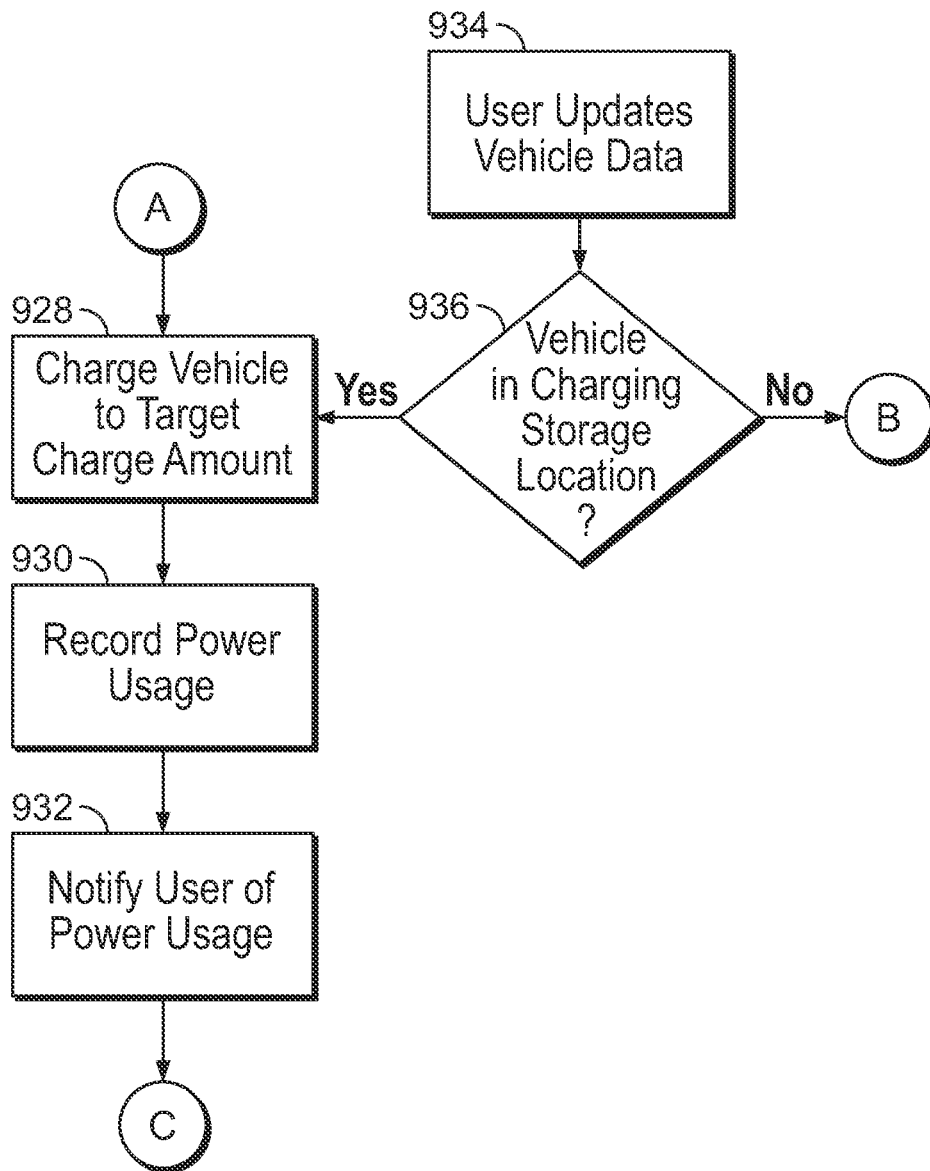 934
User Updates
Vehicle Data
A
928
Charge Vehicle
to Target
Charge Amount
Yes
936
Vehicle
in Charging
Storage
Location
?
No
B
930
Record Power
Usage
932
Notify User of
Power Usage
C